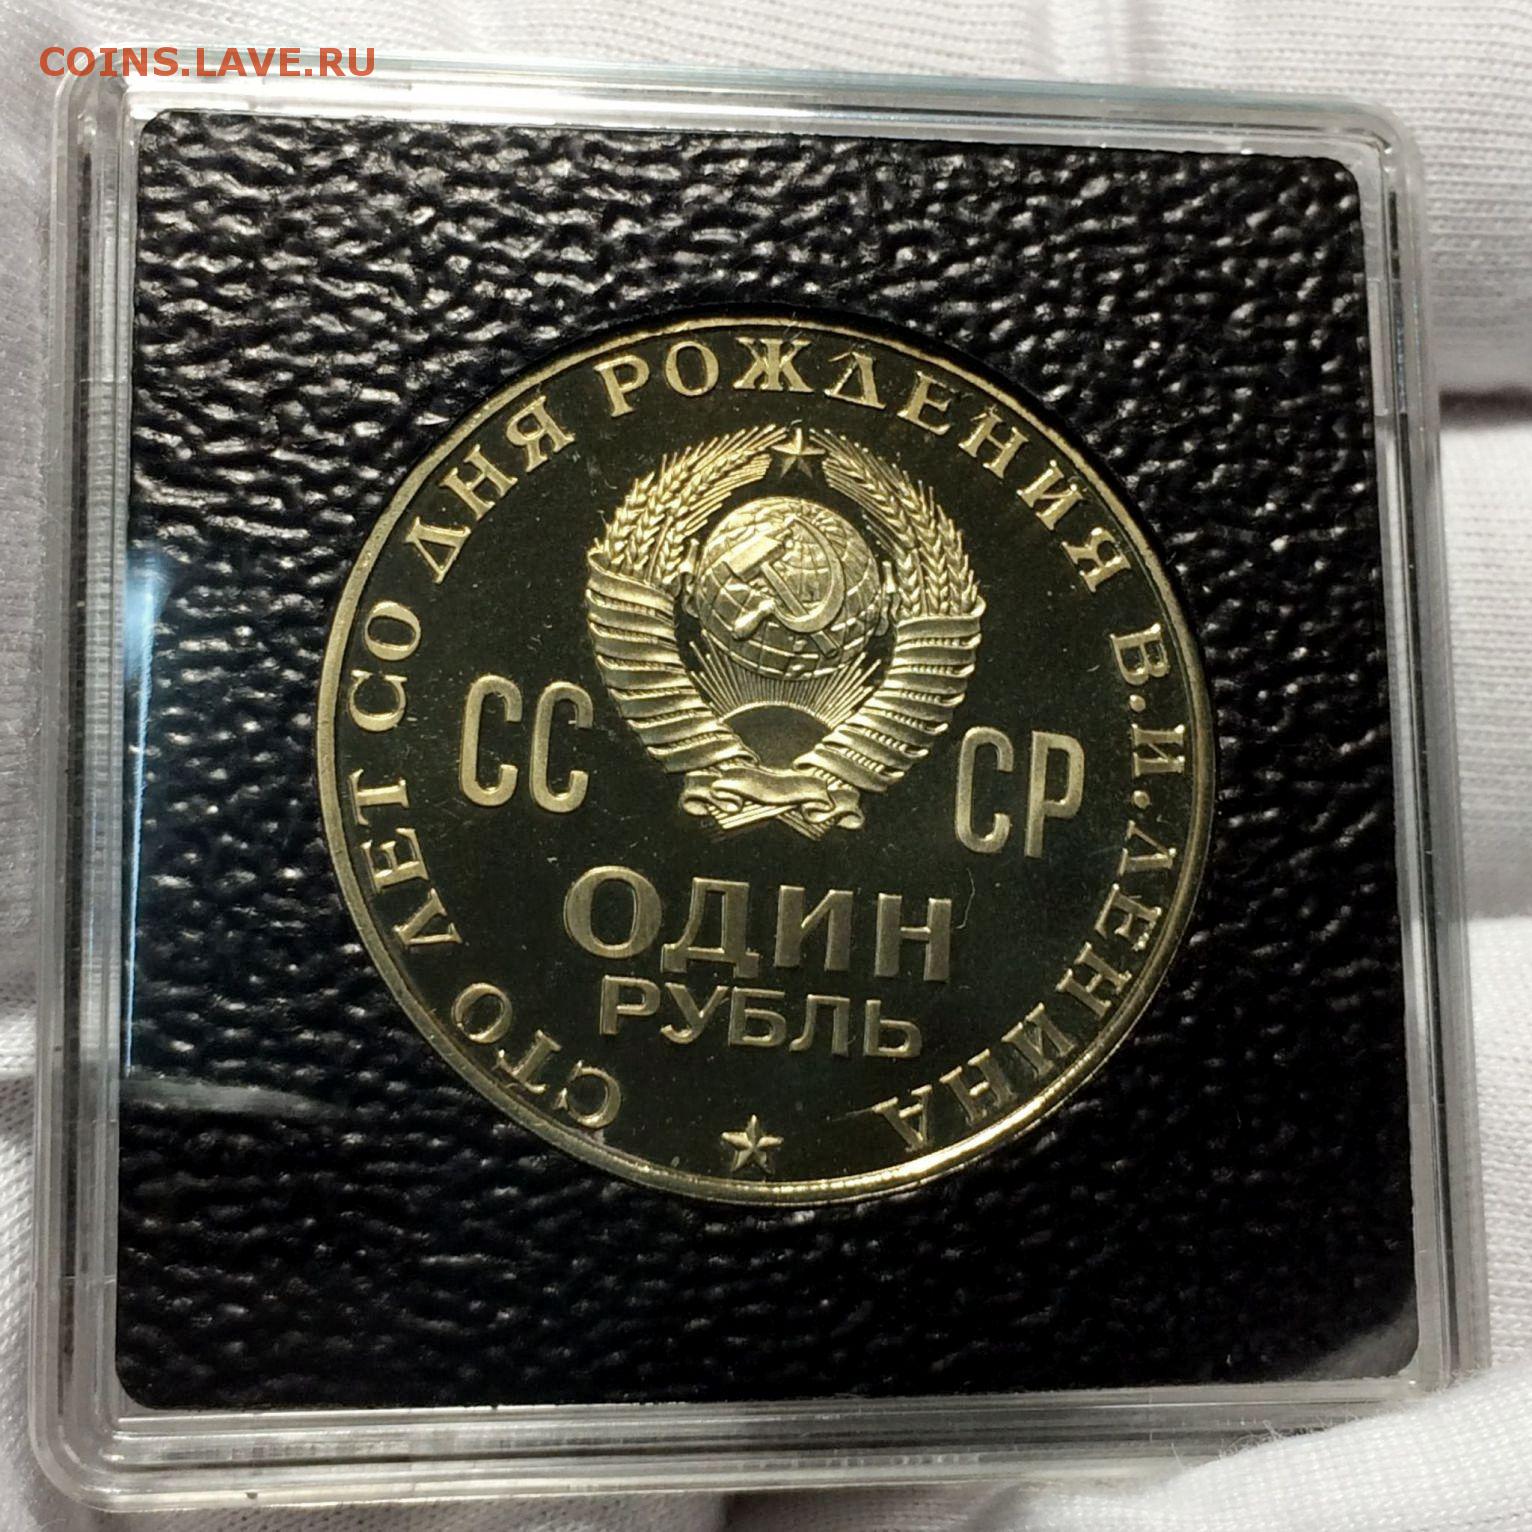 COINS.LAVE.RU
СТО ЛЕТ СО ДНЯ РОЖДЕНИЯ В.И.ЛЕНИНА
СС СР
ОДИН
РУБЛЬ